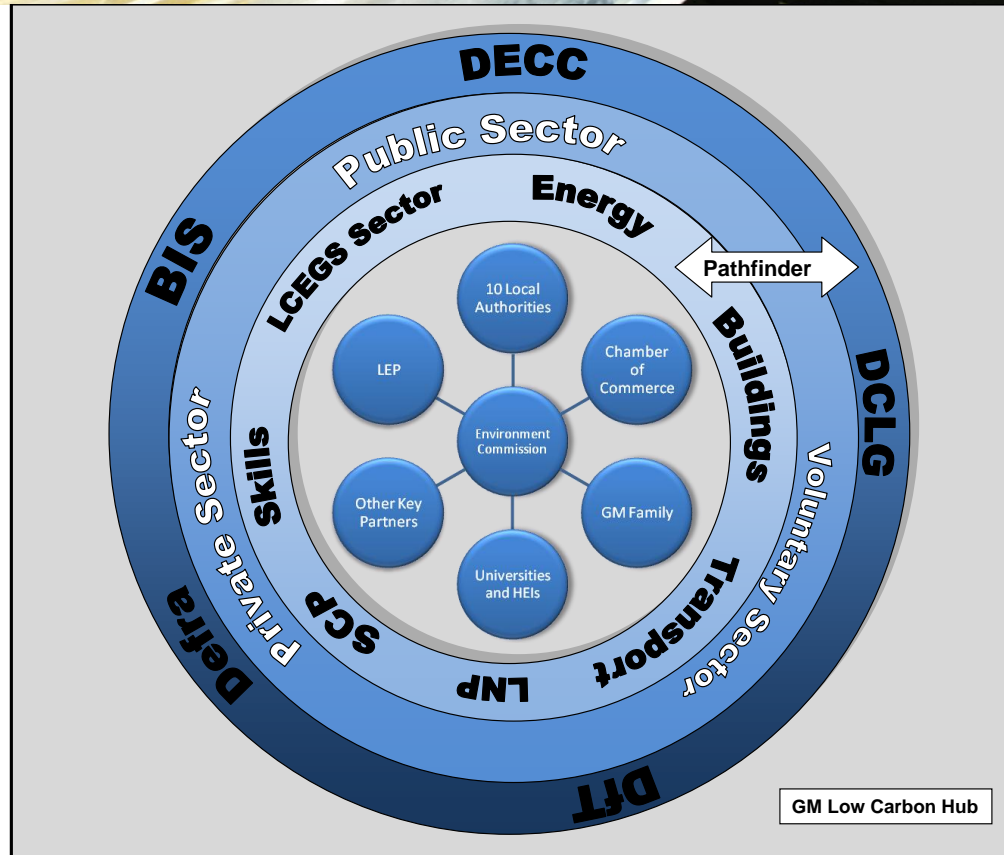 DECC
Public Sector
Energy
LCEGS Sector
BIS
Pathfinder
10 Local
Authorities
LEP
Chamber
of
Commerce
Buildings
DCLG
Environment
Commission
Skills
Private Sector
Other Key
Partners
GM Family
Voluntary Sector
Universities
and HEIs
Defra
SCP
LNP
Transport
DfT
GM Low Carbon Hub